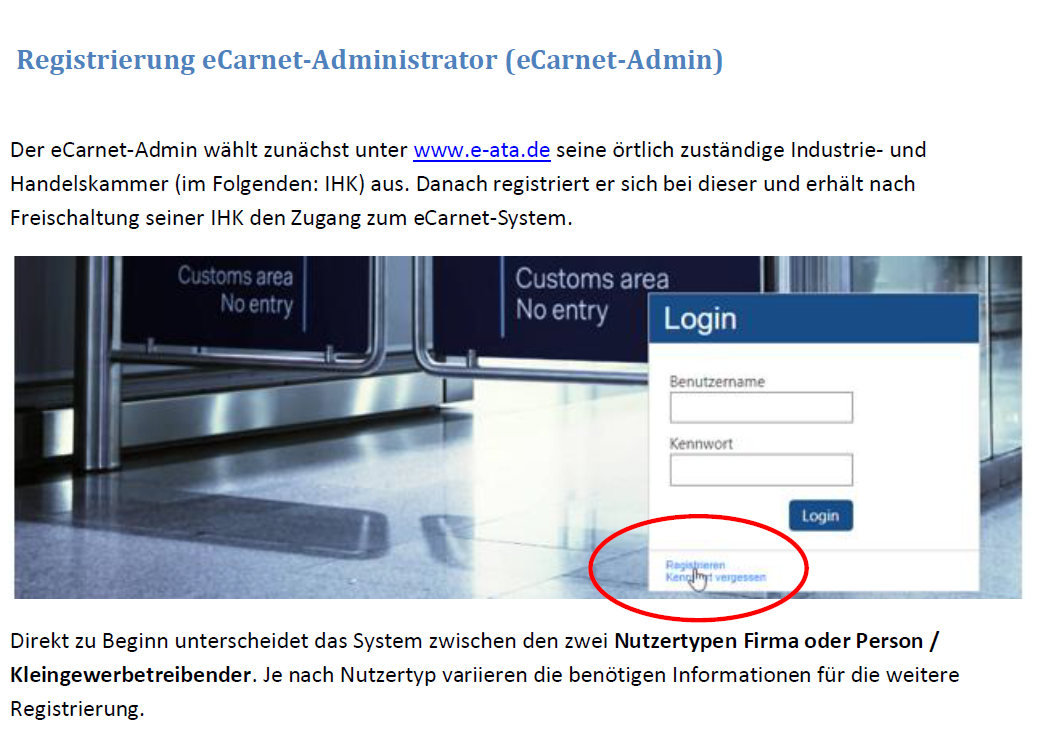 Registrierung eCarnet-Administrator (eCarnet-Admin)
Der eCarnet-Admin wählt zunächst unter www.e-ata.de seine örtlich zuständige Industrie- und
Handelskammer (im Folgenden: IHK) aus. Danach registriert er sich bei dieser und erhält nach
Freischaltung seiner IHK den Zugang zum eCarnet-System.
Customs area
No entry
Customs area
No entry
Login
Benutzername
Kennwort
Login
Registrieren
Kennwort vergessen
Direkt zu Beginn unterscheidet das System zwischen den zwei Nutzertypen Firma oder Person /
Kleingewerbetreibender. Je nach Nutzertyp variieren die benötigen Informationen für die weitere
Registrierung.